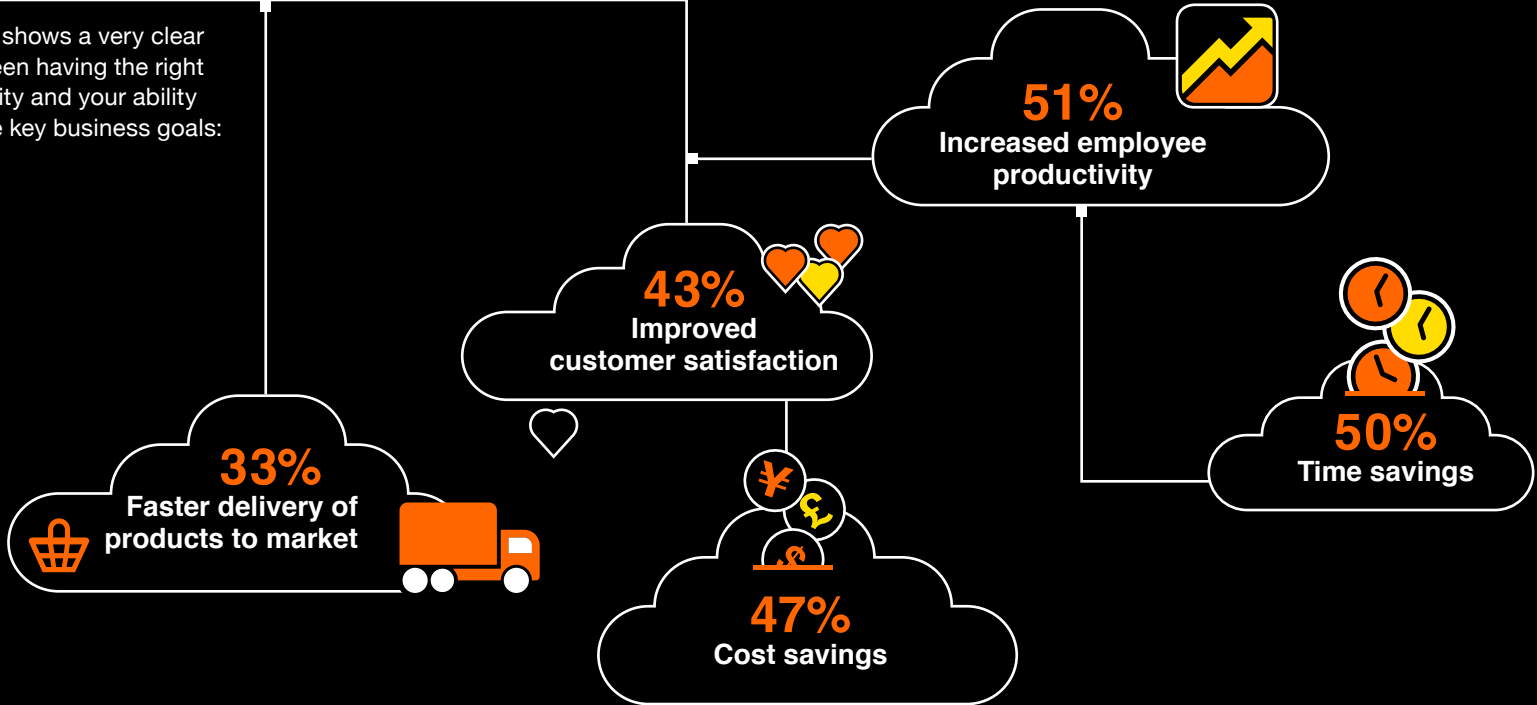 shows a very clear
een having the right
ity and your ability
e key business goals:
51%
Increased employee
productivity
43%
Improved
customer satisfaction
50%
Time savings
33%
Faster delivery of
products to market
¥
£
$
47%
Cost savings